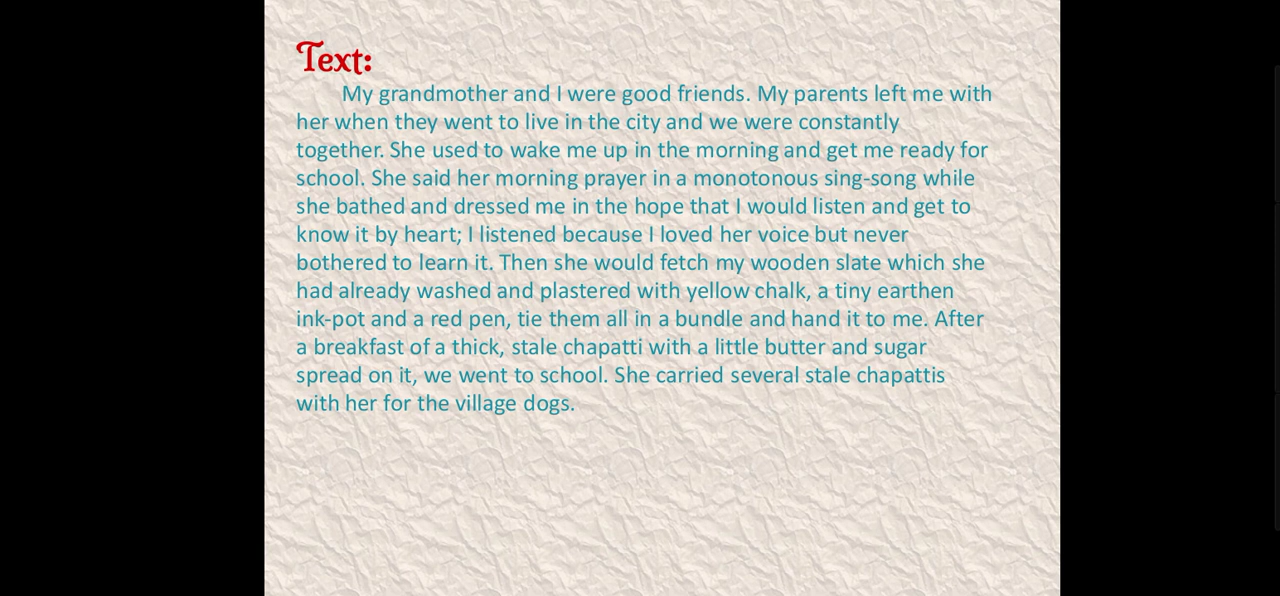 Text:
My grandmother and I were good friends. My parents left me with
her when they went to live in the city and we were constantly
together. She used to wake me up in the morning and get me ready for
school. She said her morning prayer in a monotonous sing-song while
she bathed and dressed me in the hope that I would listen and get to
know it by heart; I listened because I loved her voice but never
bothered to learn it. Then she would fetch my wooden slate which she
had already washed and plastered with yellow chalk, a tiny earthen
ink-pot and a red pen, tie them all in a bundle and hand it to me. After
a breakfast of a thick, stale chapatti with a little butter and sugar
spread on it, we went to school. She carried several stale chapattis
with her for the village dogs.